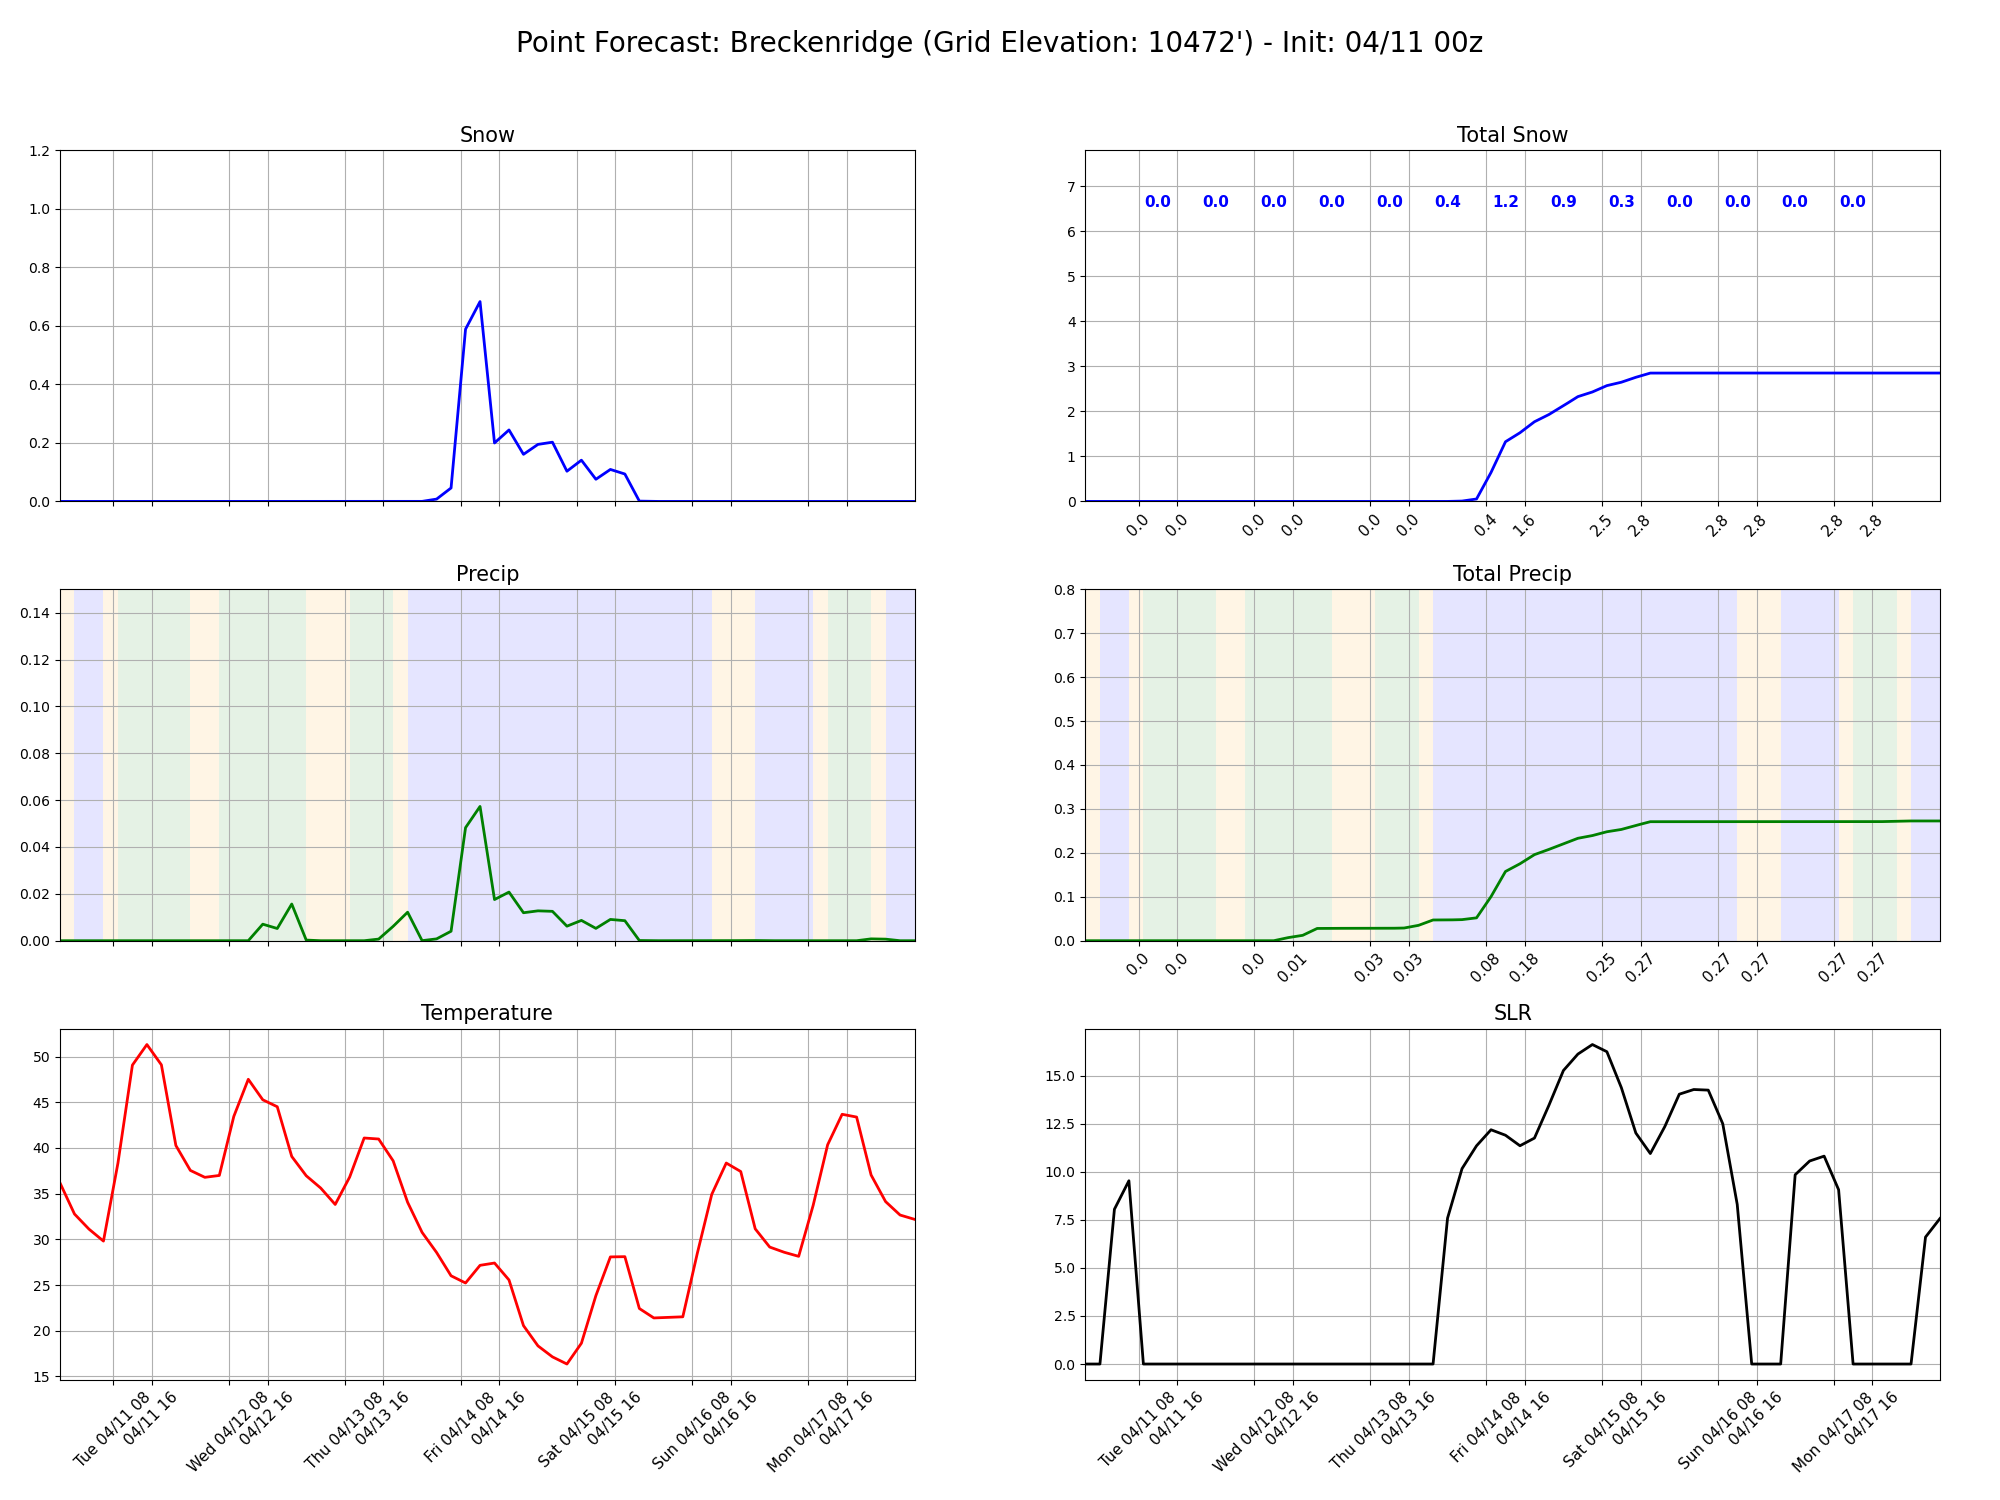 Point Forecast: Breckenridge (Grid Elevation: 10472') - Init: 04/11 00z
Snow
1.2
1.0
0.8
0.6
0.4
0.2
0.0
Total Snow
7
6
5
4
3
2
1
0
0.0 0.0 0.0 0.0 0.0 0.4 1.2 0.9 0.3 0.0 0.0 0.0 0.0
0.0 0.0 0.0 0.0 0.0 0.0 0.4 1.6 2.5 2.8 2.8 2.8 2.8 2.8
Precip
0.14
0.12
0.10
0.08
0.06
0.04
0.02
0.00
Total Precip
0.8
0.7
0.6
0.5
0.4
0.3
0.2
0.1
0.0
0.0 0.0 0.0 0.01 0.03 0.03 0.08 0.18 0.25 0.27 0.27 0.27 0.27 0.27
Temperature
50
45
40
35
30
25
20
15
Tue 04/11 08
04/11 16
Wed 04/12 08
04/12 16
Thu 04/13 08
04/13 16
Fri 04/14 08
04/14 16
Sat 04/15 08
04/15 16
Sun 04/16 08
04/16 16
Mon 04/17 08
04/17 16
SLR
15.0
12.5
10.0
7.5
5.0
2.5
0.0
Tue 04/11 08
04/11 16
Wed 04/12 08
04/12 16
Thu 04/13 08
04/13 16
Fri 04/14 08
04/14 16
Sat 04/15 08
04/15 16
Sun 04/16 08
04/16 16
Mon 04/17 08
04/17 16